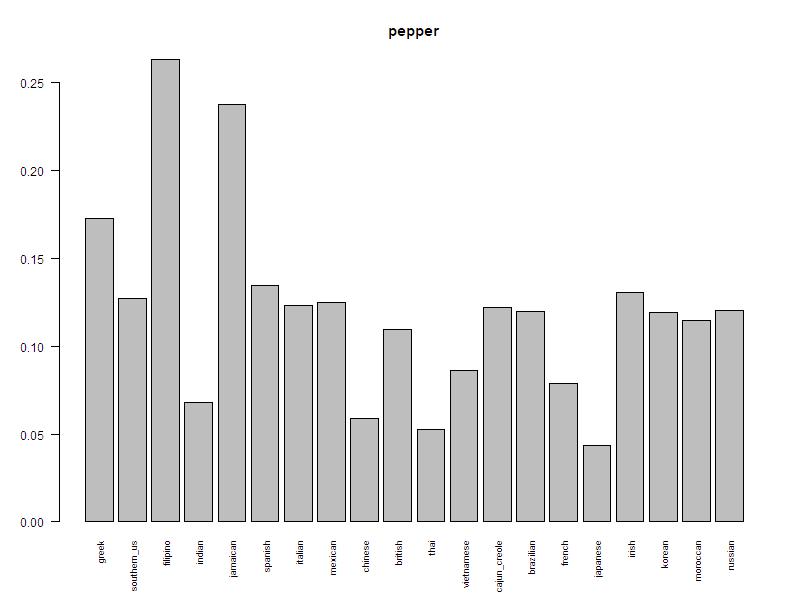 pepper
0.25
0.20
0.15
0.10
0.05
0.00
greek
southern_us
filipino
indian
jamaican
spanish
italian
mexican
chinese
british
thai
vietnamese
cajun_creole
brazilian
french
japanese
irish
korean
moroccan
russian